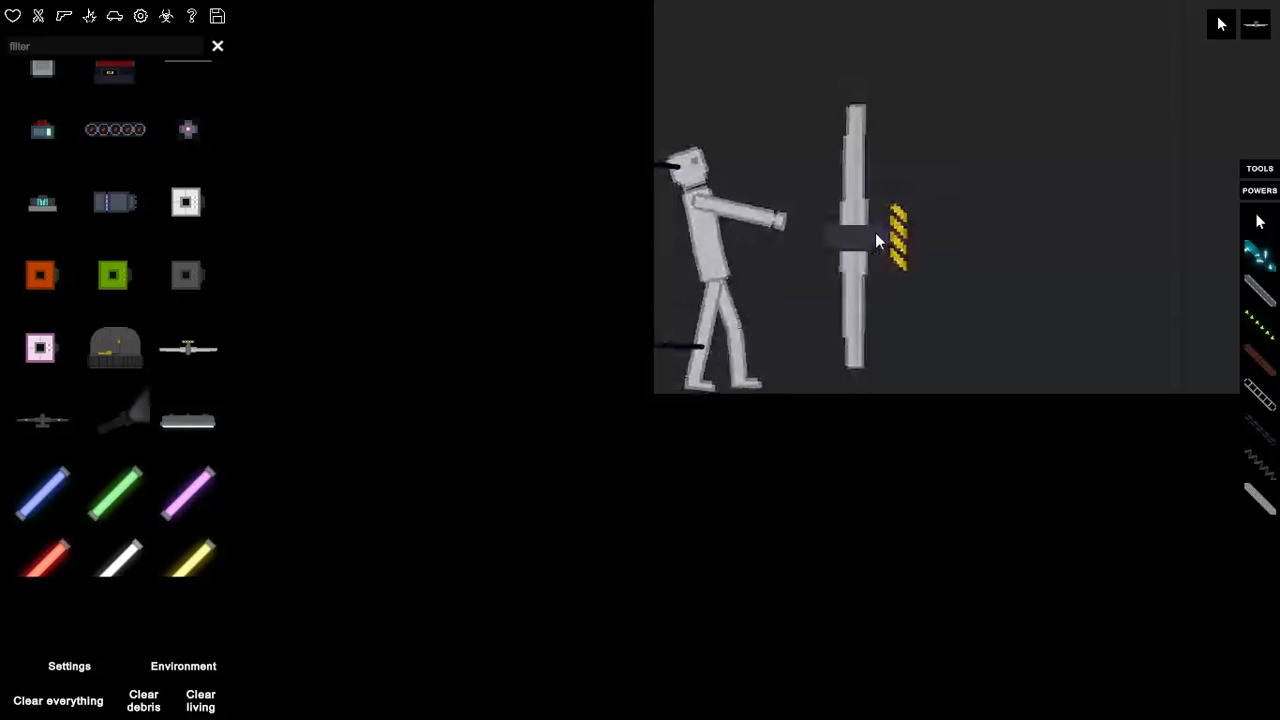 filter
TOOLS
POWERS
Settings
Environment
Clear everything
Clear
debris
Clear
living